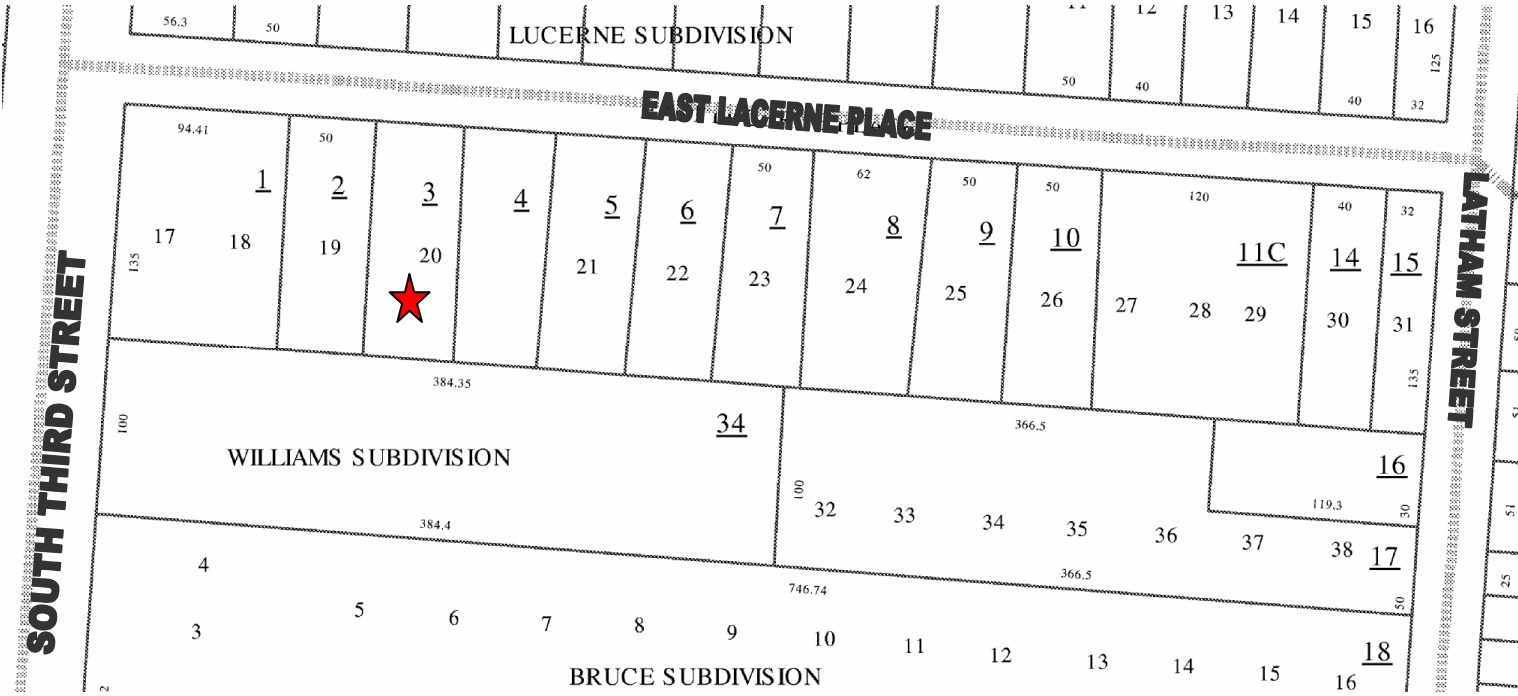 56.3
50
LUCERNE SUBDIVISION
11 12 13 14 15 16
50 40 40 32
125
EAST LACERNE PLACE
94.41 50 50 62 50 50 120 40 32
1 2 3 4 5 6 7 8 9 10 11C 14 15
17 18 19 20 21 22 23 24 25 26 27 28 29 30 31
135
135
SOUTH THIRD STREET
LATHAM STREET
384.35
366.5
100
34
WILLIAMS SUBDIVISION
16
119.3
30
100
32 33 34 35 36 37 38 17
51
384.4
366.5
746.74
50
25
4
5 6 7 8 9 10 11 12 13 14 15 16
3
18
BRUCE SUBDIVISION
2